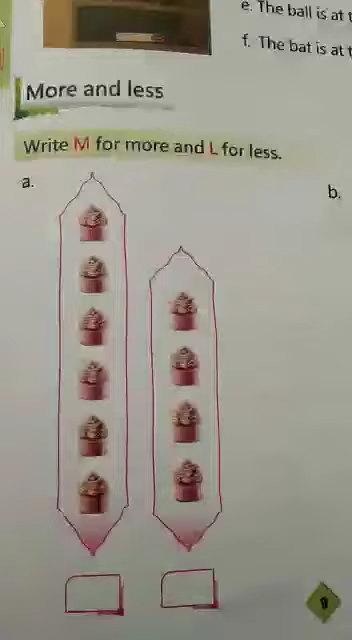 e. The ball is at t
f. The bat is at t
More and less
Write M for more and L for less.
a.
b.
9